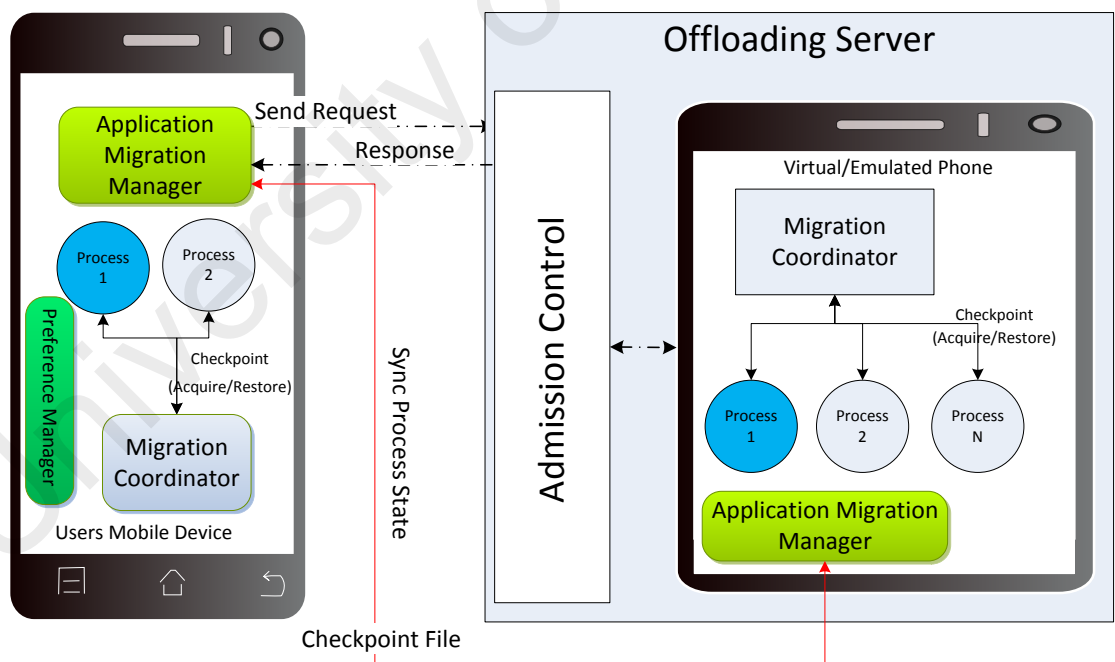 Offloading Server
Application
Migration
Manager
Send Request
Response
Process
1
Process
2
Preference Manager
Checkpoint
(Acquire/Restore)
Migration
Coordinator
Users Mobile Device
Sync Process State
Checkpoint File
Admission Control
Virtual/Emulated Phone
Migration
Coordinator
Checkpoint
(Acquire/Restore)
Process
1
Process
2
Process
N
Application Migration
Manager
University